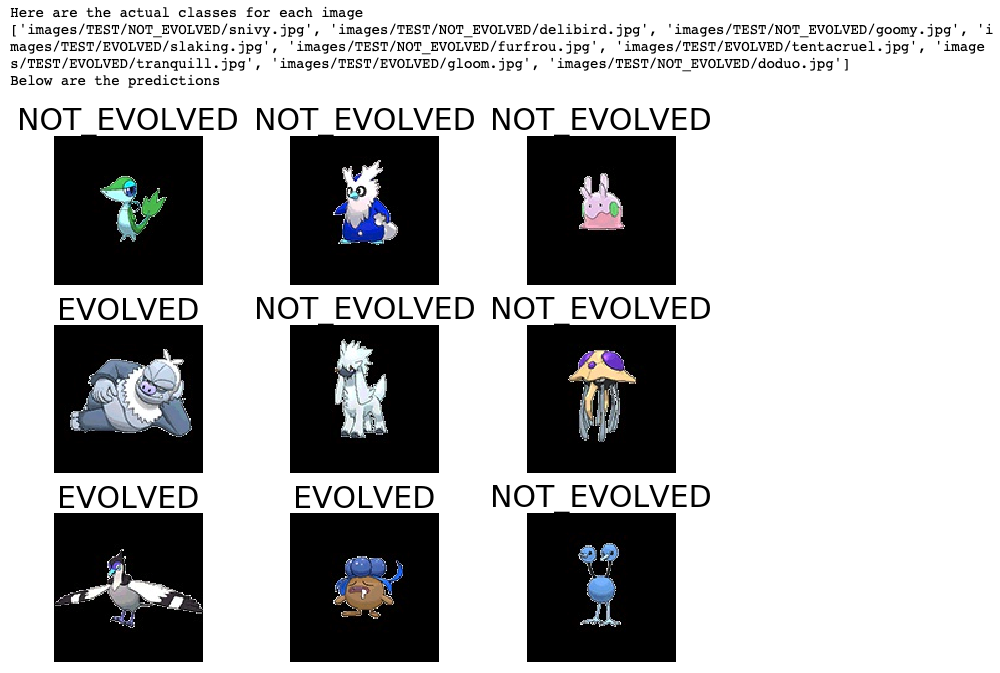 Here are the actual classes for each image
['images/TEST/NOT_EVOLVED/snivy.jpg', 'images/TEST/NOT_EVOLVED/delibird.jpg', 'images/TEST/NOT_EVOLVED/goomy.jpg', 'i
mages/TEST/EVOLVED/slaking.jpg', 'images/TEST/NOT_EVOLVED/furfrou.jpg', 'images/TEST/EVOLVED/tentacruel.jpg', 'image
s/TEST/EVOLVED/tranquill.jpg', 'images/TEST/EVOLVED/gloom.jpg', 'images/TEST/NOT_EVOLVED/doduo.jpg']
Below are the predictions
NOT_EVOLVED NOT_EVOLVED NOT_EVOLVED
EVOLVED NOT_EVOLVED NOT_EVOLVED
EVOLVED EVOLVED NOT_EVOLVED